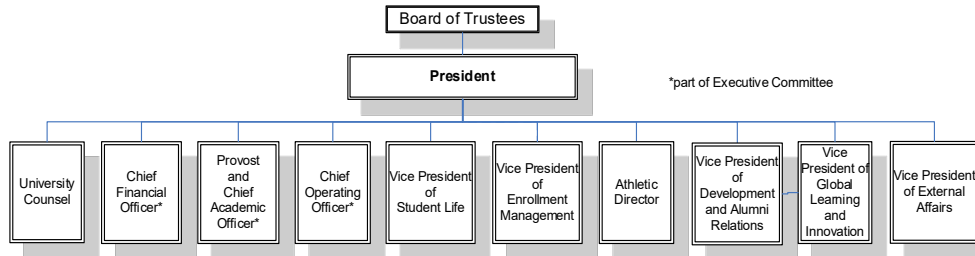 Board of Trustees
President
*part of Executive Committee
University
Counsel
Chief
Financial
Officer*
Provost
and
Chief
Academic
Officer*
Chief
Operating
Officer*
Vice President
of
Student Life
Vice President
of
Enrollment
Management
Athletic
Director
Vice President
of
Development
and Alumni
Relations
Vice
President of
Global
Learning
and
Innovation
Vice President
of External
Affairs